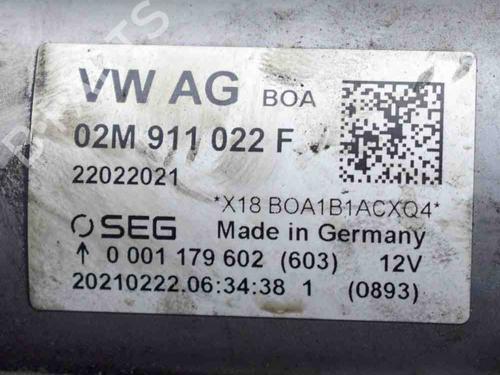 VW AG BOA
02M 911 022 F
22022021
*X18 BOA1B1ACXQ4*
SEG Made in Germany
↑ 0 001 179 602 (603) 12V
20210222.06:34:38 1 (0893)